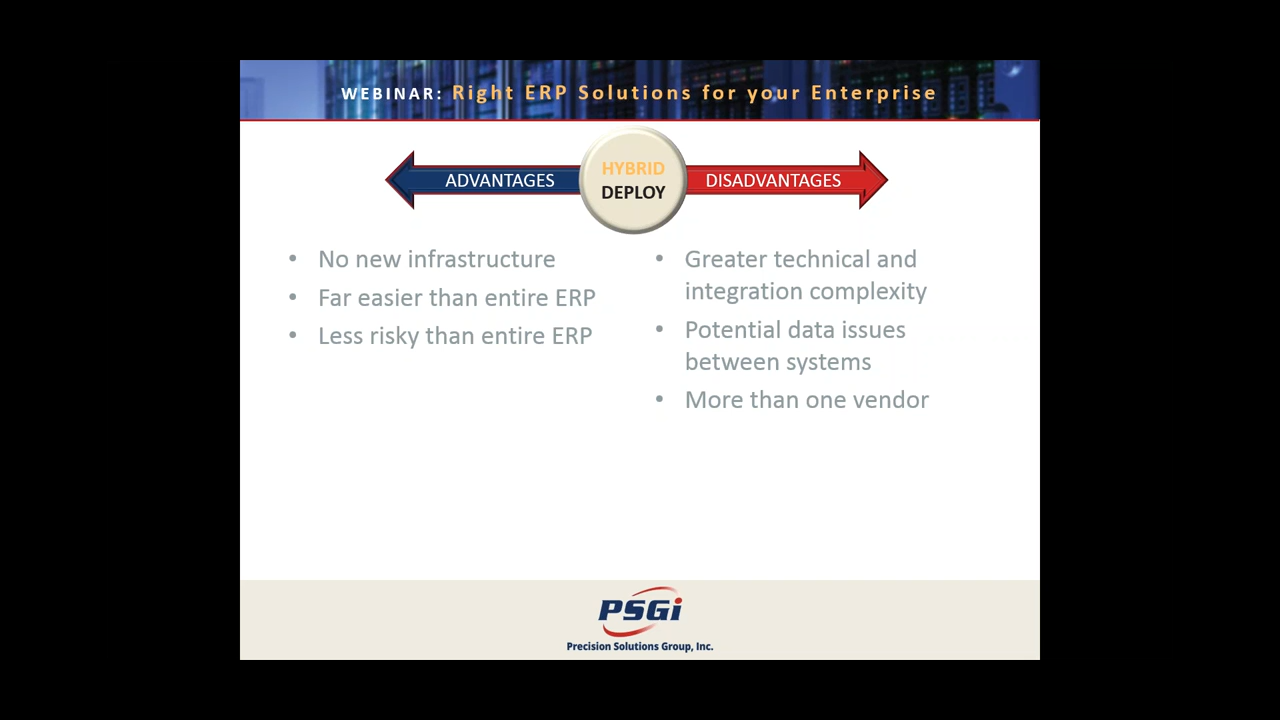 WEBINAR: Right ERP Solutions for your Enterprise
ADVANTAGES
HYBRID
DEPLOY
DISADVANTAGES
• No new infrastructure
• Far easier than entire ERP
• Less risky than entire ERP
• Greater technical and
integration complexity
• Potential data issues
between systems
• More than one vendor
PSGi
Precision Solutions Group, Inc.